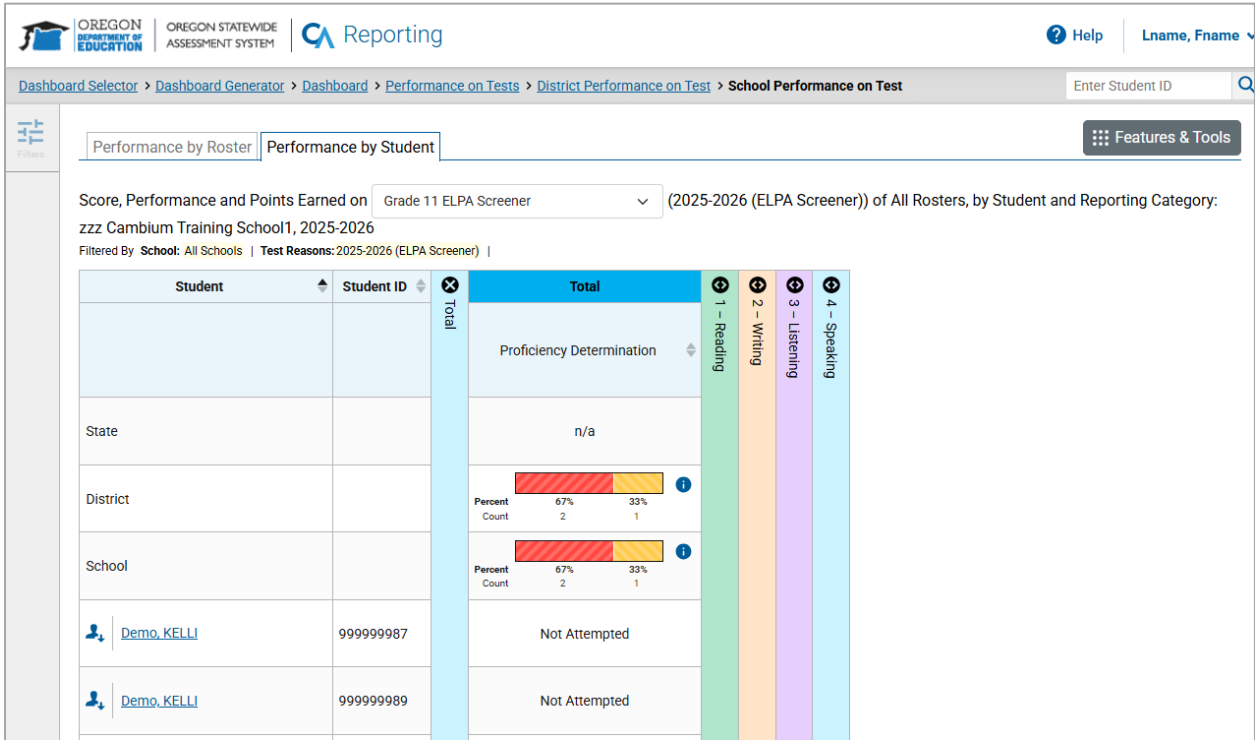 OREGON
DEPARTMENT OF
EDUCATION
OREGON STATEWIDE
ASSESSMENT SYSTEM
CA Reporting
Help
Lname, Fname
Dashboard Selector > Dashboard Generator > Dashboard > Performance on Tests > District Performance on Test > School Performance on Test
Enter Student ID
Filters
Performance by Roster
Performance by Student
Features & Tools
Score, Performance and Points Earned on Grade 11 ELPA Screener (2025-2026 (ELPA Screener)) of All Rosters, by Student and Reporting Category:
zzz Cambium Training School1, 2025-2026
Filtered By School: All Schools | Test Reasons: 2025-2026 (ELPA Screener) |
Student
Student ID
Total
Total
1 – Reading
2 – Writing
3 – Listening
4 – Speaking
Proficiency Determination
State
n/a
District
Percent 67% 33%
Count 2 1
School
Percent 67% 33%
Count 2 1
Demo, KELLI 999999987 Not Attempted
Demo, KELLI 999999989 Not Attempted